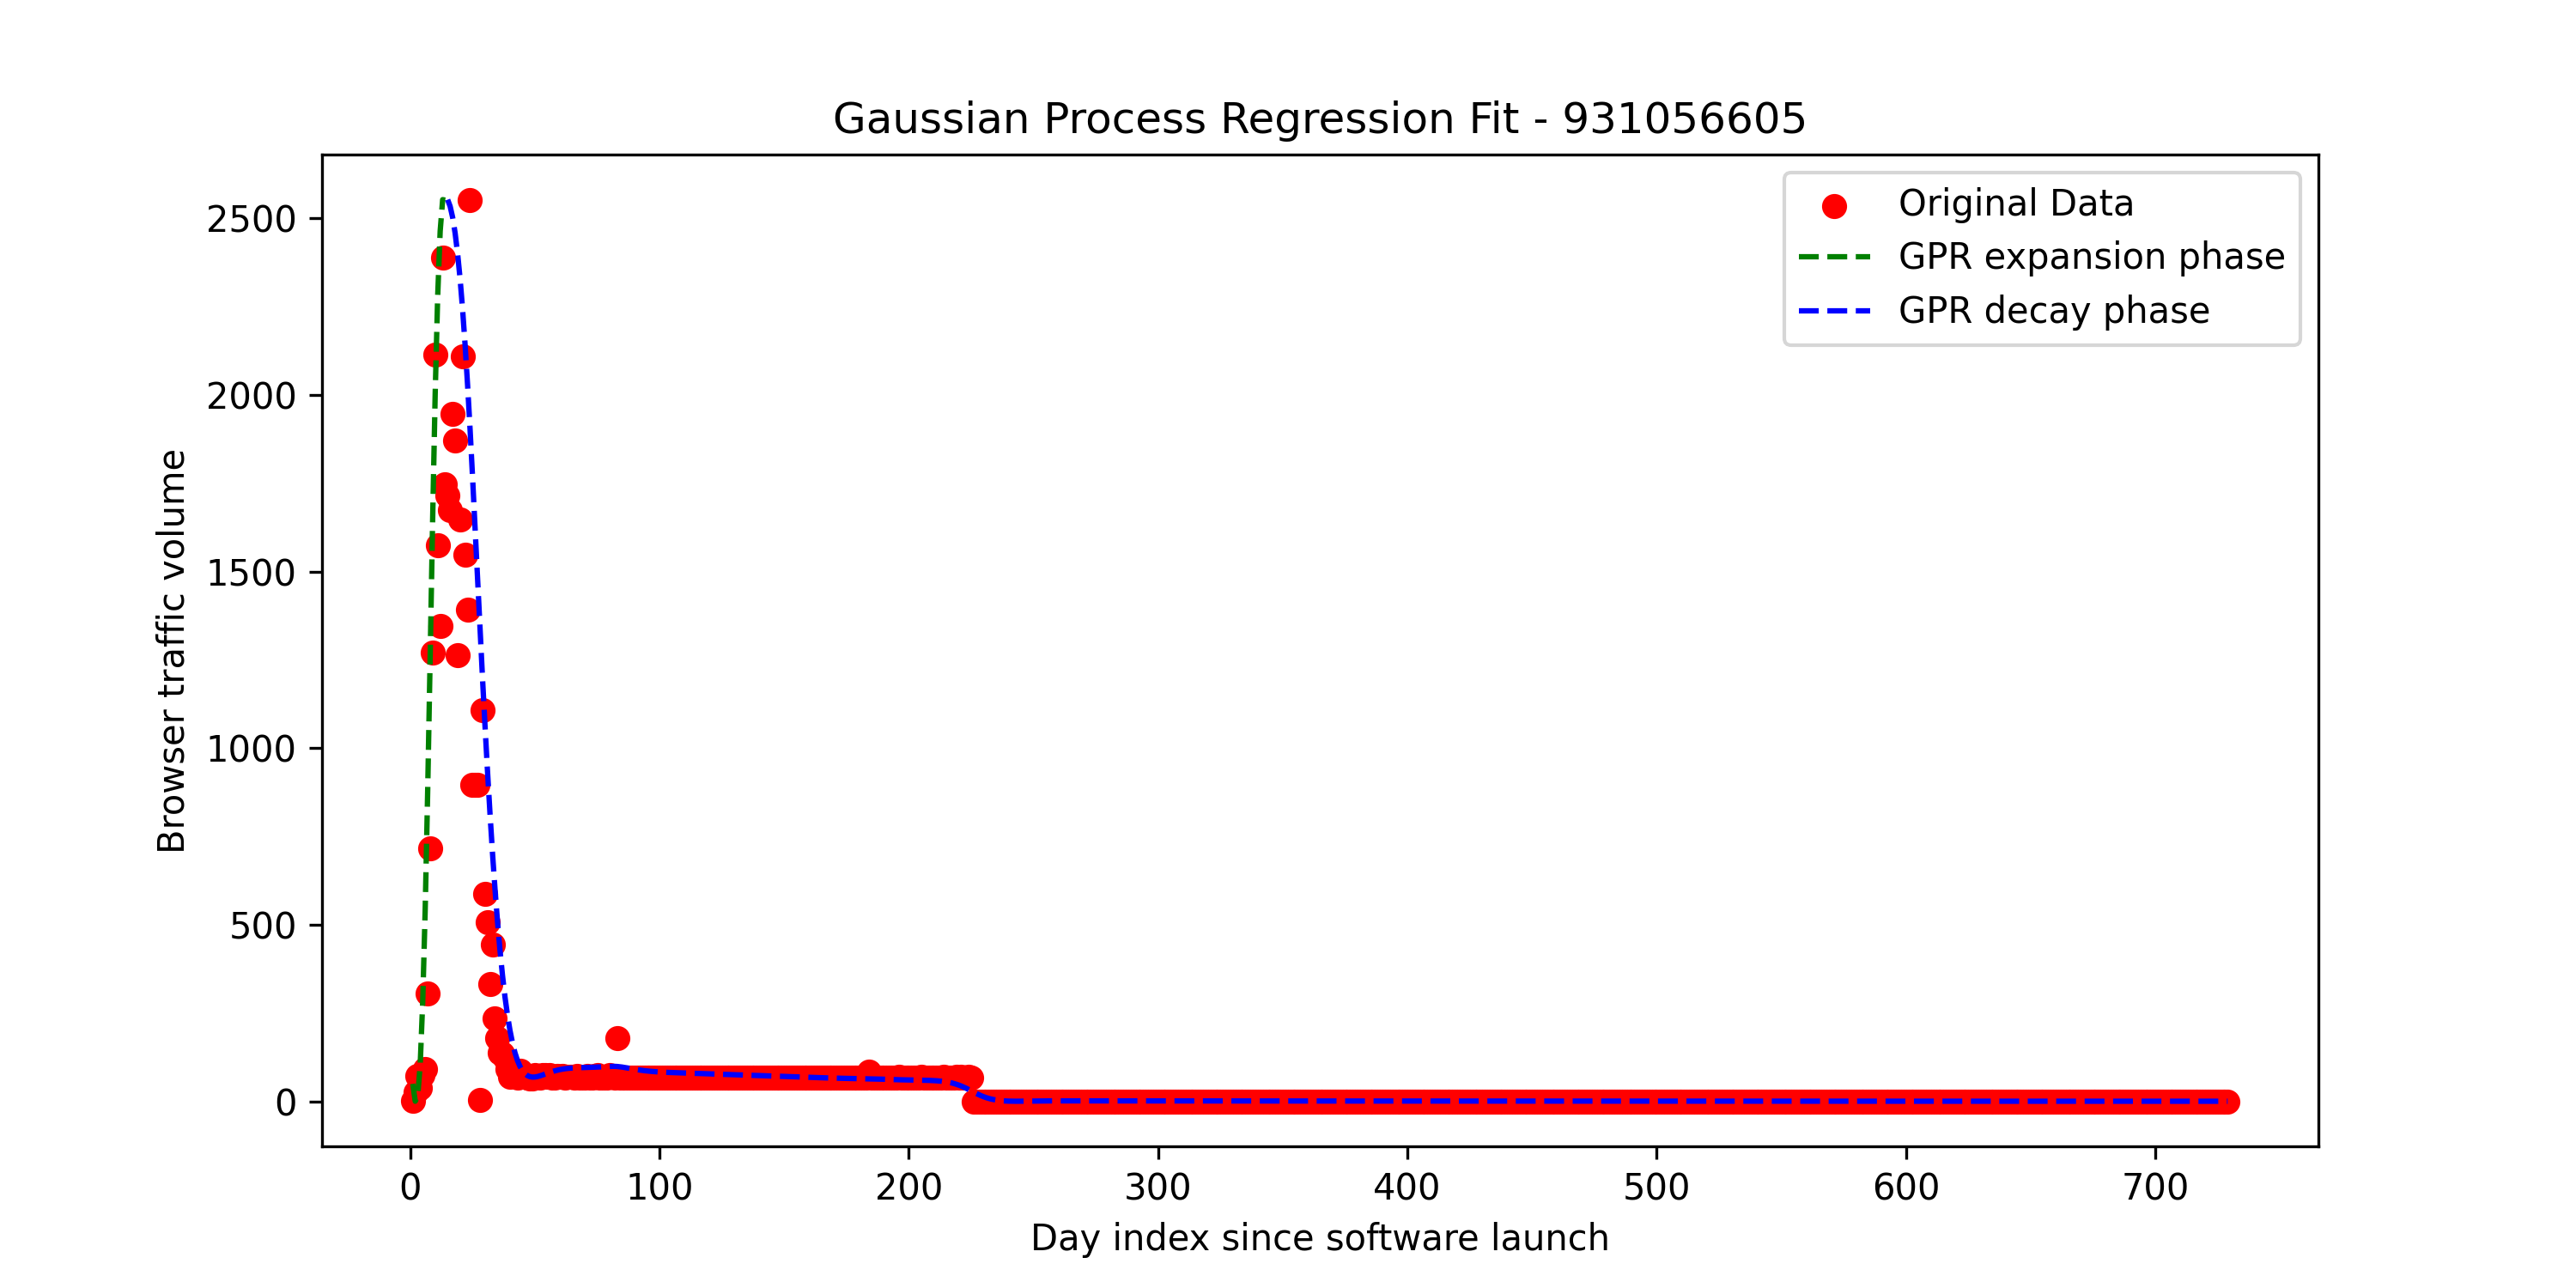 Gaussian Process Regression Fit - 931056605
Original Data
GPR expansion phase
GPR decay phase
Browser traffic volume
2500
2000
1500
1000
500
0
0 100 200 300 400 500 600 700
Day index since software launch